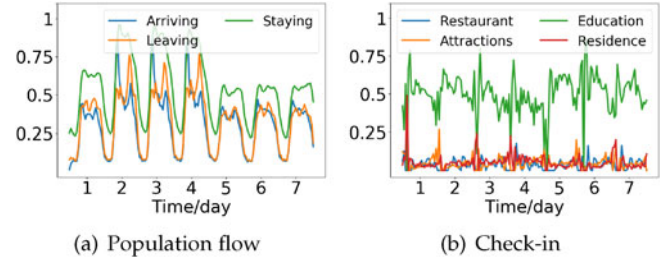 1
0.75
0.5
0.25
Arriving
Leaving
Staying
1 2 3 4 5 6 7
Time/day
(a) Population flow
1
0.75
0.5
0.25
Restaurant
Attractions
Education
Residence
1 2 3 4 5 6 7
Time/day
(b) Check-in